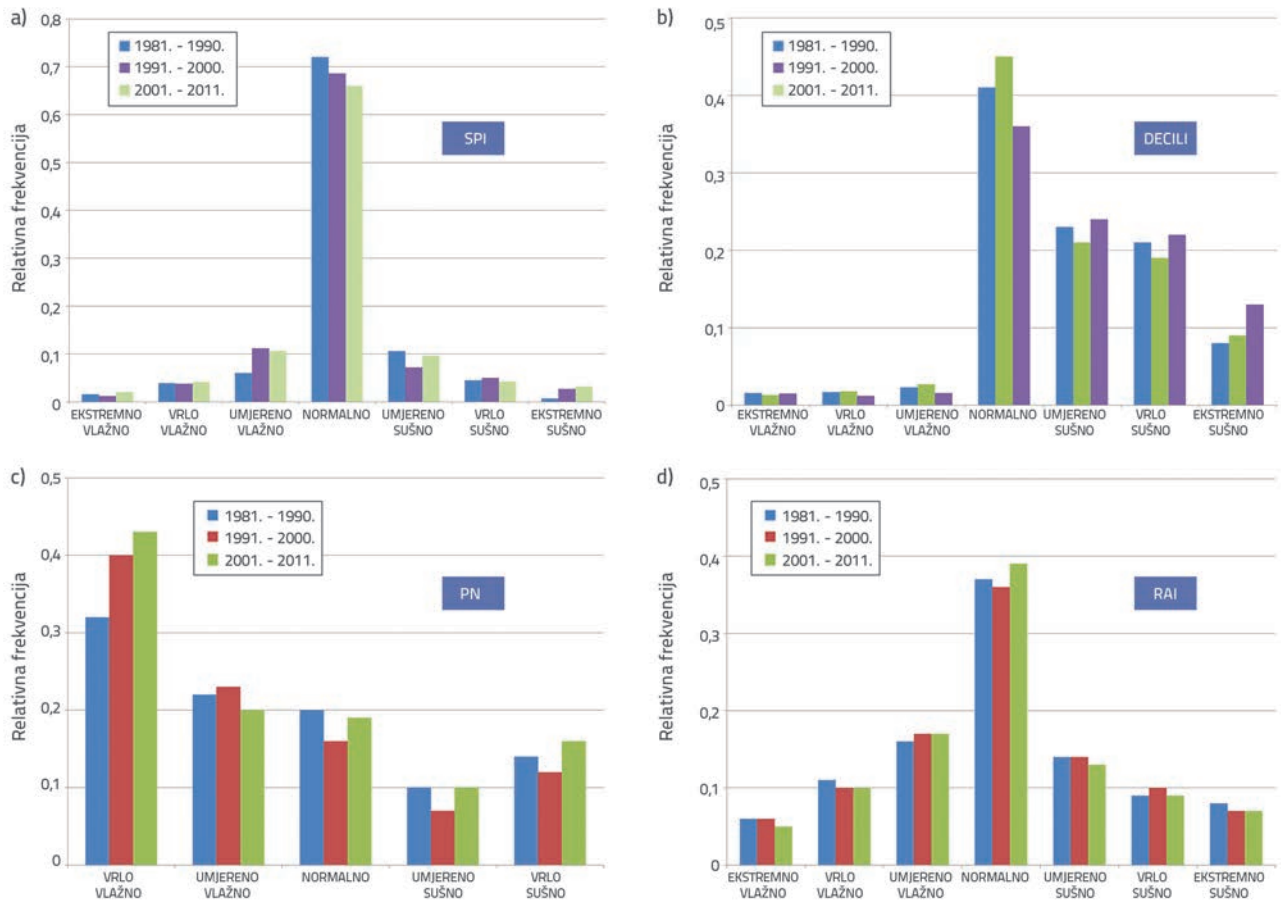 a)
Relativna frekvencija
0,8
0,7
0,6
0,5
0,4
0,3
0,2
0,1
0
1981. - 1990.
1991. - 2000.
2001. - 2011.
SPI
EKSTREMNO
VLAŽNO
VRLO
VLAŽNO
UMJERENO
VLAŽNO
NORMALNO
UMJERENO
SUŠNO
VRLO
SUŠNO
EKSTREMNO
SUŠNO
b)
Relativna frekvencija
0,5
0,4
0,3
0,2
0,1
0
1981. - 1990.
2001. - 2011.
1991. - 2000.
DECILI
EKSTREMNO
VLAŽNO
VRLO
VLAŽNO
UMJERENO
VLAŽNO
NORMALNO
UMJERENO
SUŠNO
VRLO
SUŠNO
EKSTREMNO
SUŠNO
c)
Relativna frekvencija
0,5
0,4
0,3
0,2
0,1
0
1981. - 1990.
1991. - 2000.
2001. - 2011.
PN
VRLO
VLAŽNO
UMJERENO
VLAŽNO
NORMALNO
UMJERENO
SUŠNO
VRLO
SUŠNO
d)
Relativna frekvencija
0,5
0,4
0,3
0,2
0,1
0
1981. - 1990.
1991. - 2000.
2001. - 2011.
RAI
EKSTREMNO
VLAŽNO
VRLO
VLAŽNO
UMJERENO
VLAŽNO
NORMALNO
UMJERENO
SUŠNO
VRLO
SUŠNO
EKSTREMNO
SUŠNO